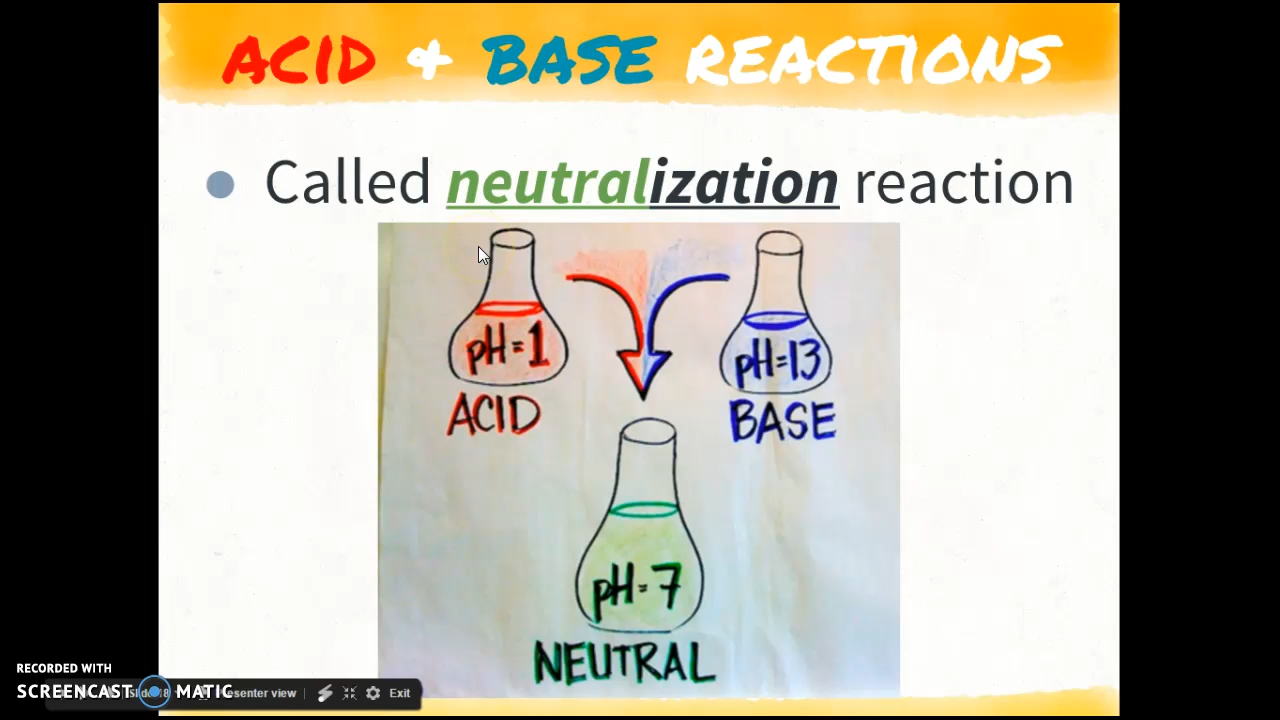 ACID & BASE REACTIONS
Called neutralization reaction
pH=1
pH=13
ACID
BASE
pH=7
NEUTRAL
RECORDED WITH
SCREENCAST MATIC
Presenter view
Exit